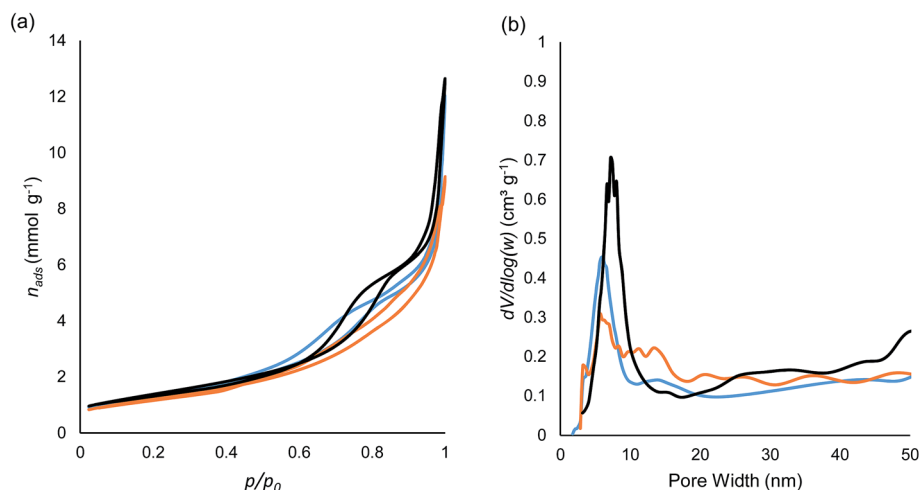 (a)
14
12
10
8
6
4
2
0
n_ads (mmol g⁻¹)
0 0.2 0.4 0.6 0.8 1
p/p₀
(b)
1
0.9
0.8
0.7
0.6
0.5
0.4
0.3
0.2
0.1
0
dV/dlog(w) (cm³ g⁻¹)
0 10 20 30 40 50
Pore Width (nm)